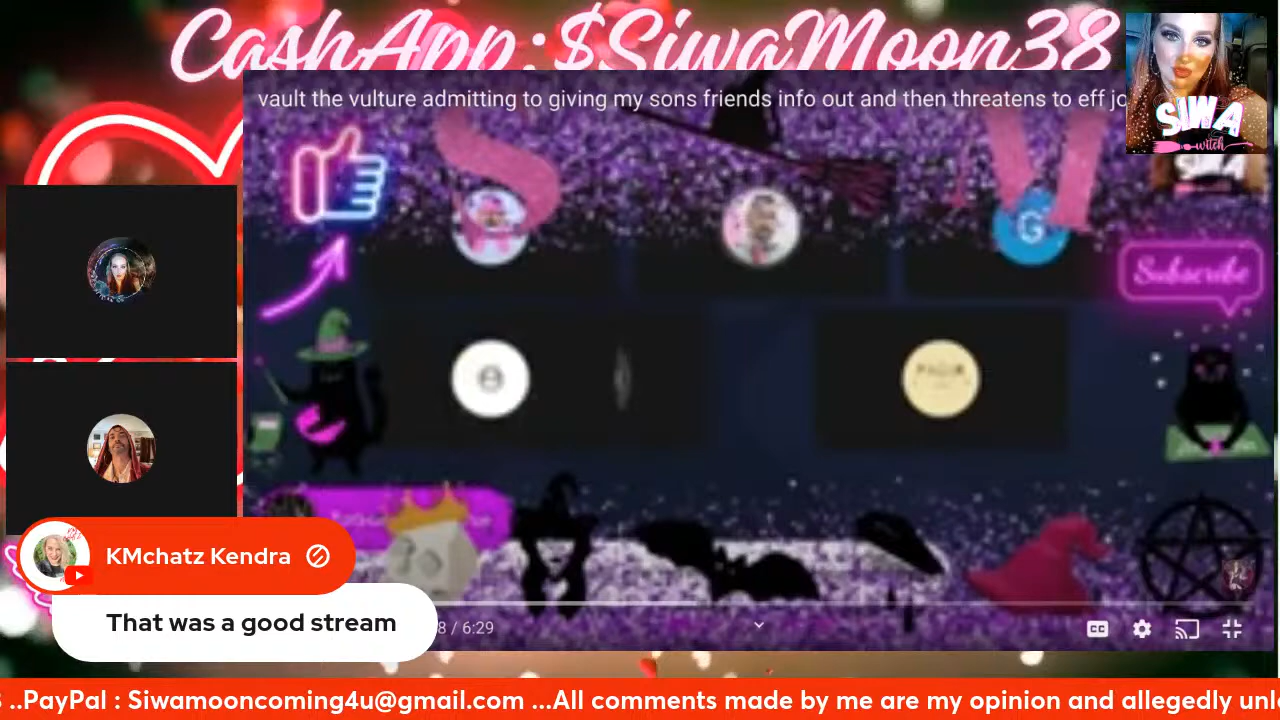 CashApp:$SiwaMoon38
vault the vulture admitting to giving my sons friends info out and then threatens to eff jo
SIWA
witch
G
Subscribe
KMchatz Kendra
That was a good stream
8 / 6:29
CC
..PayPal : Siwamooncoming4u@gmail.com ...All comments made by me are my opinion and allegedly unl